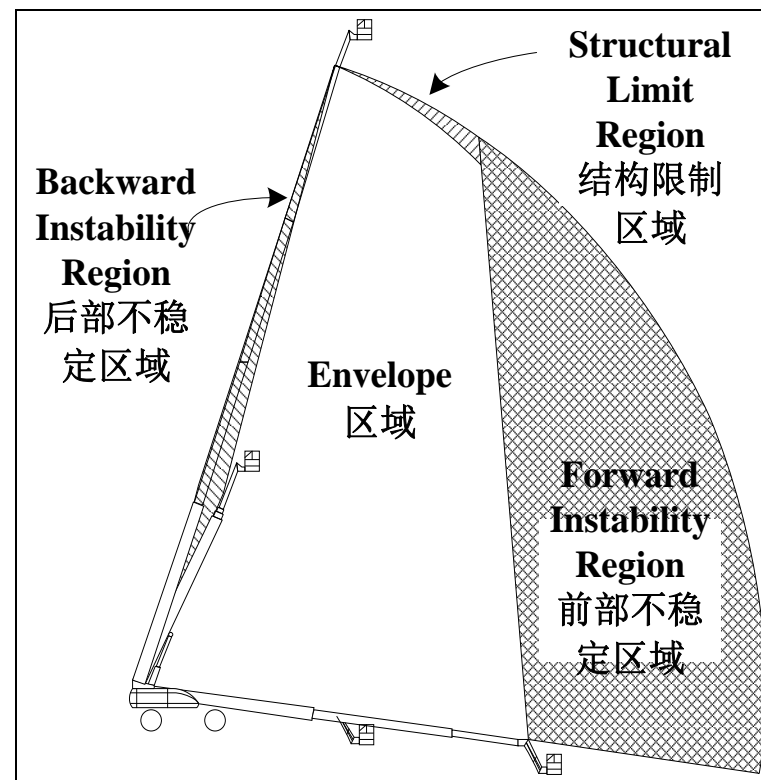 Structural
Limit
Region
结构限制
区域
Backward
Instability
Region
后部不稳
定区域
Envelope
区域
Forward
Instability
Region
前部不稳
定区域